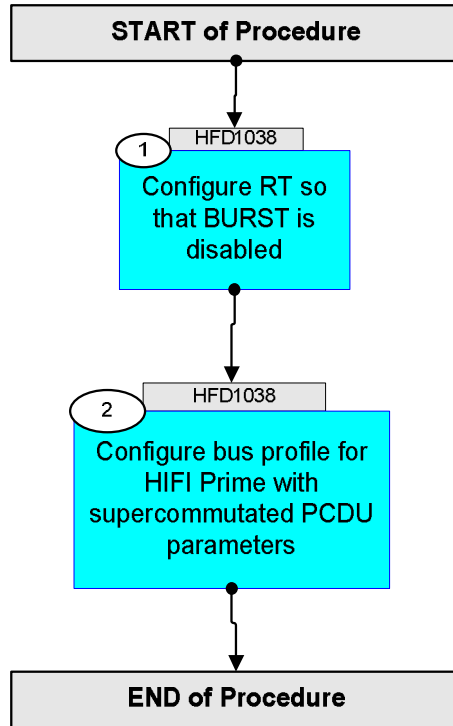 START of Procedure
HFD1038
1
Configure RT so
that BURST is
disabled
HFD1038
2
Configure bus profile for
HIFI Prime with
supercommutated PCDU
parameters
END of Procedure